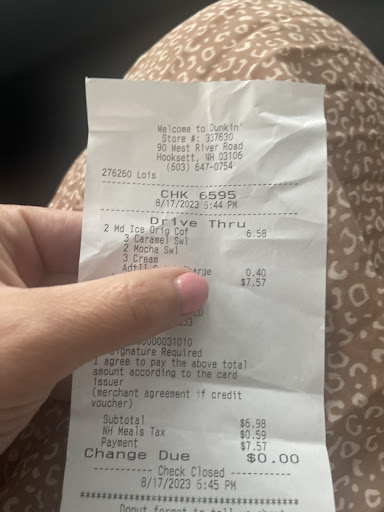 Welcome to Dunkin'
Store #: 337630
90 West River Road
Hooksett, NH 03106
(603) 647-0754
276260 Lois
CHK 6595
8/17/2023 6:44 PM
Drive Thru
2 Md Ice Orig Cof 6.58
3 Caramel Swl
2 Mocha Swl
3 Cream
0.40
$7.57
00000031010
Signature Required
I agree to pay the above total
amount according to the card
issuer
(merchant agreement if credit
voucher)
Subtotal $6.98
NH Meals Tax $0.59
Payment $7.57
Change Due $0.00
---------- Check Closed ----------
8/17/2023 6:45 PM